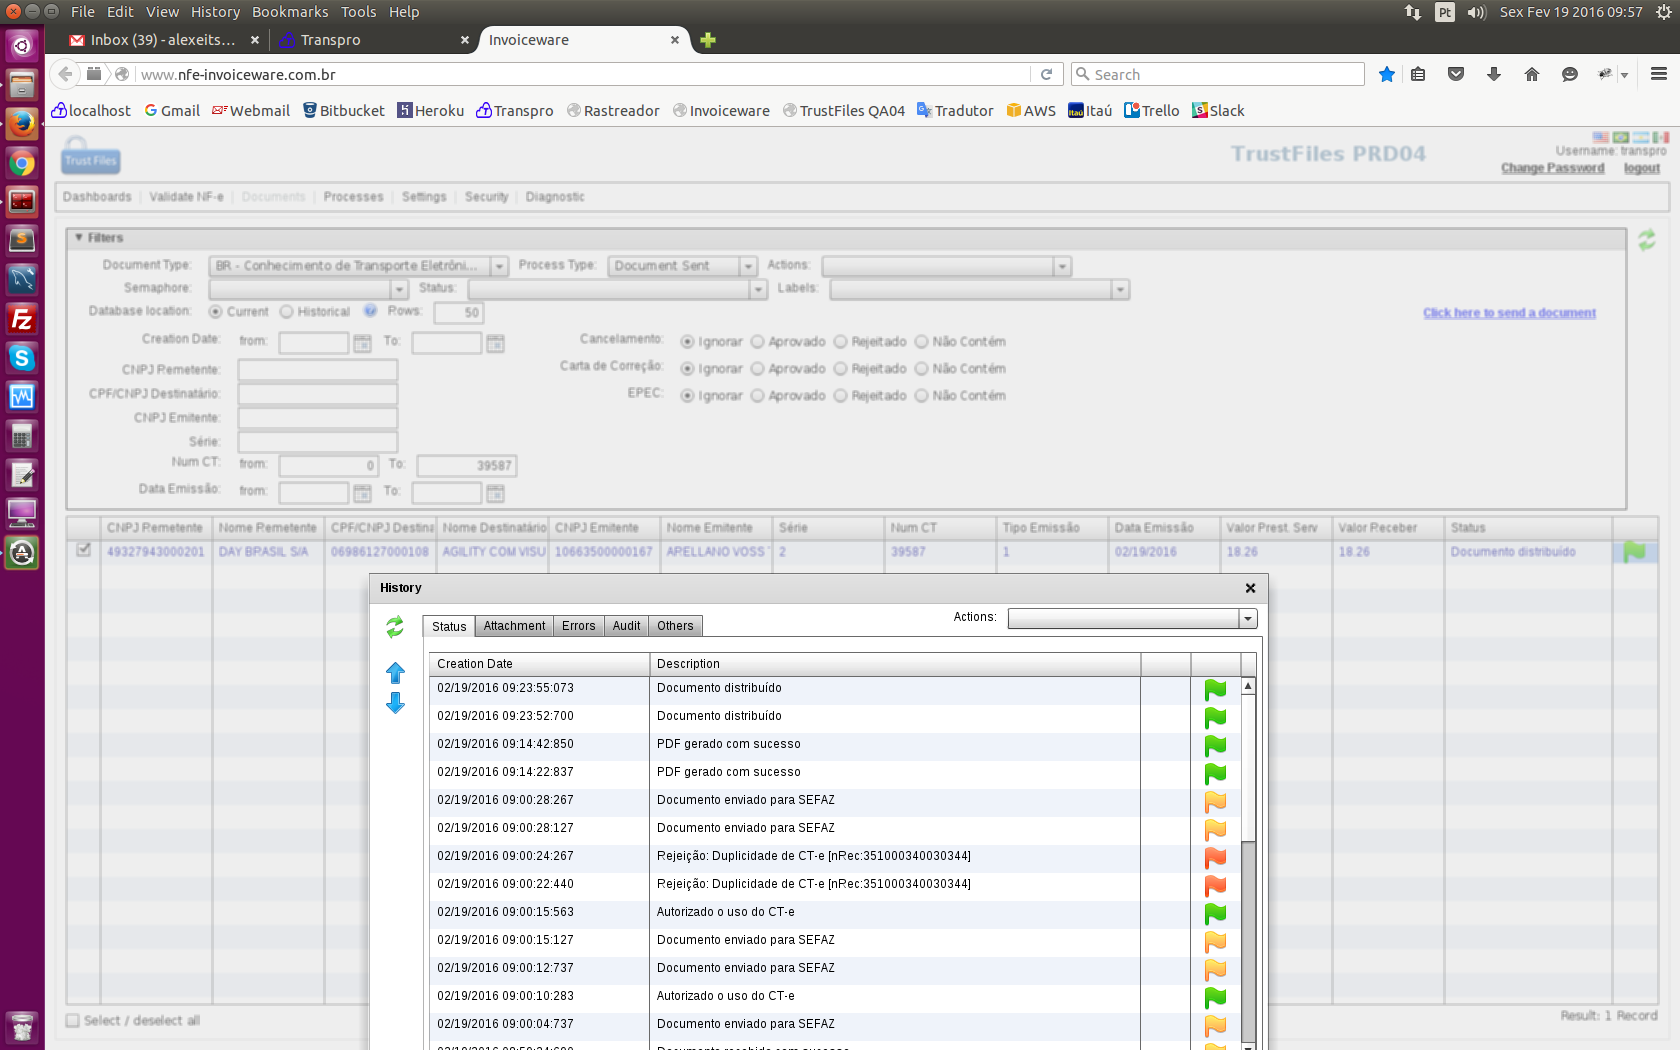 File Edit View History Bookmarks Tools Help
Pt Sex Fev 19 2016 09:57
Inbox (39) - alexeits... Transpro Invoiceware
www.nfe-invoiceware.com.br Search
localhost Gmail Webmail Bitbucket Heroku Transpro Rastreador Invoiceware TrustFiles QA04 Tradutor AWS Itaú Trello Slack
Trust Files
TrustFiles PRD04
Username: transpro
Change Password logout
Dashboards Validate NF-e Documents Processes Settings Security Diagnostic
Filters
Document Type: BR - Conhecimento de Transporte Eletrôni... Process Type: Document Sent Actions:
Semaphore: Status: Labels:
Database location: Current Historical Rows: 50
Click here to send a document
Creation Date: from: To: Cancelamento: Ignorar Aprovado Rejeitado Não Contém
CNPJ Remetente: Carta de Correção: Ignorar Aprovado Rejeitado Não Contém
CPF/CNPJ Destinatário: EPEC: Ignorar Aprovado Rejeitado Não Contém
CNPJ Emitente:
Série:
Num CT: from: 0 To: 39587
Data Emissão: from: To:
CNPJ Remetente Nome Remetente CPF/CNPJ Destina Nome Destinatário CNPJ Emitente Nome Emitente Série Num CT Tipo Emissão Data Emissão Valor Prest. Serv Valor Receber Status
49327943000201 DAY BRASIL S/A 06986127000108 AGILITY COM VISU 10663500000167 APELLANO VOSS 2 39587 1 02/19/2016 18.26 18.26 Documento distribuído
History
Actions:
Status Attachment Errors Audit Others
Creation Date Description
02/19/2016 09:23:55:073 Documento distribuído
02/19/2016 09:23:52:700 Documento distribuído
02/19/2016 09:14:42:850 PDF gerado com sucesso
02/19/2016 09:14:22:837 PDF gerado com sucesso
02/19/2016 09:00:28:267 Documento enviado para SEFAZ
02/19/2016 09:00:28:127 Documento enviado para SEFAZ
02/19/2016 09:00:24:267 Rejeição: Duplicidade de CT-e [nRec:351000340030344]
02/19/2016 09:00:22:440 Rejeição: Duplicidade de CT-e [nRec:351000340030344]
02/19/2016 09:00:15:563 Autorizado o uso do CT-e
02/19/2016 09:00:15:127 Documento enviado para SEFAZ
02/19/2016 09:00:12:737 Documento enviado para SEFAZ
02/19/2016 09:00:10:283 Autorizado o uso do CT-e
02/19/2016 09:00:04:737 Documento enviado para SEFAZ
Select / deselect all
Result: 1 Record